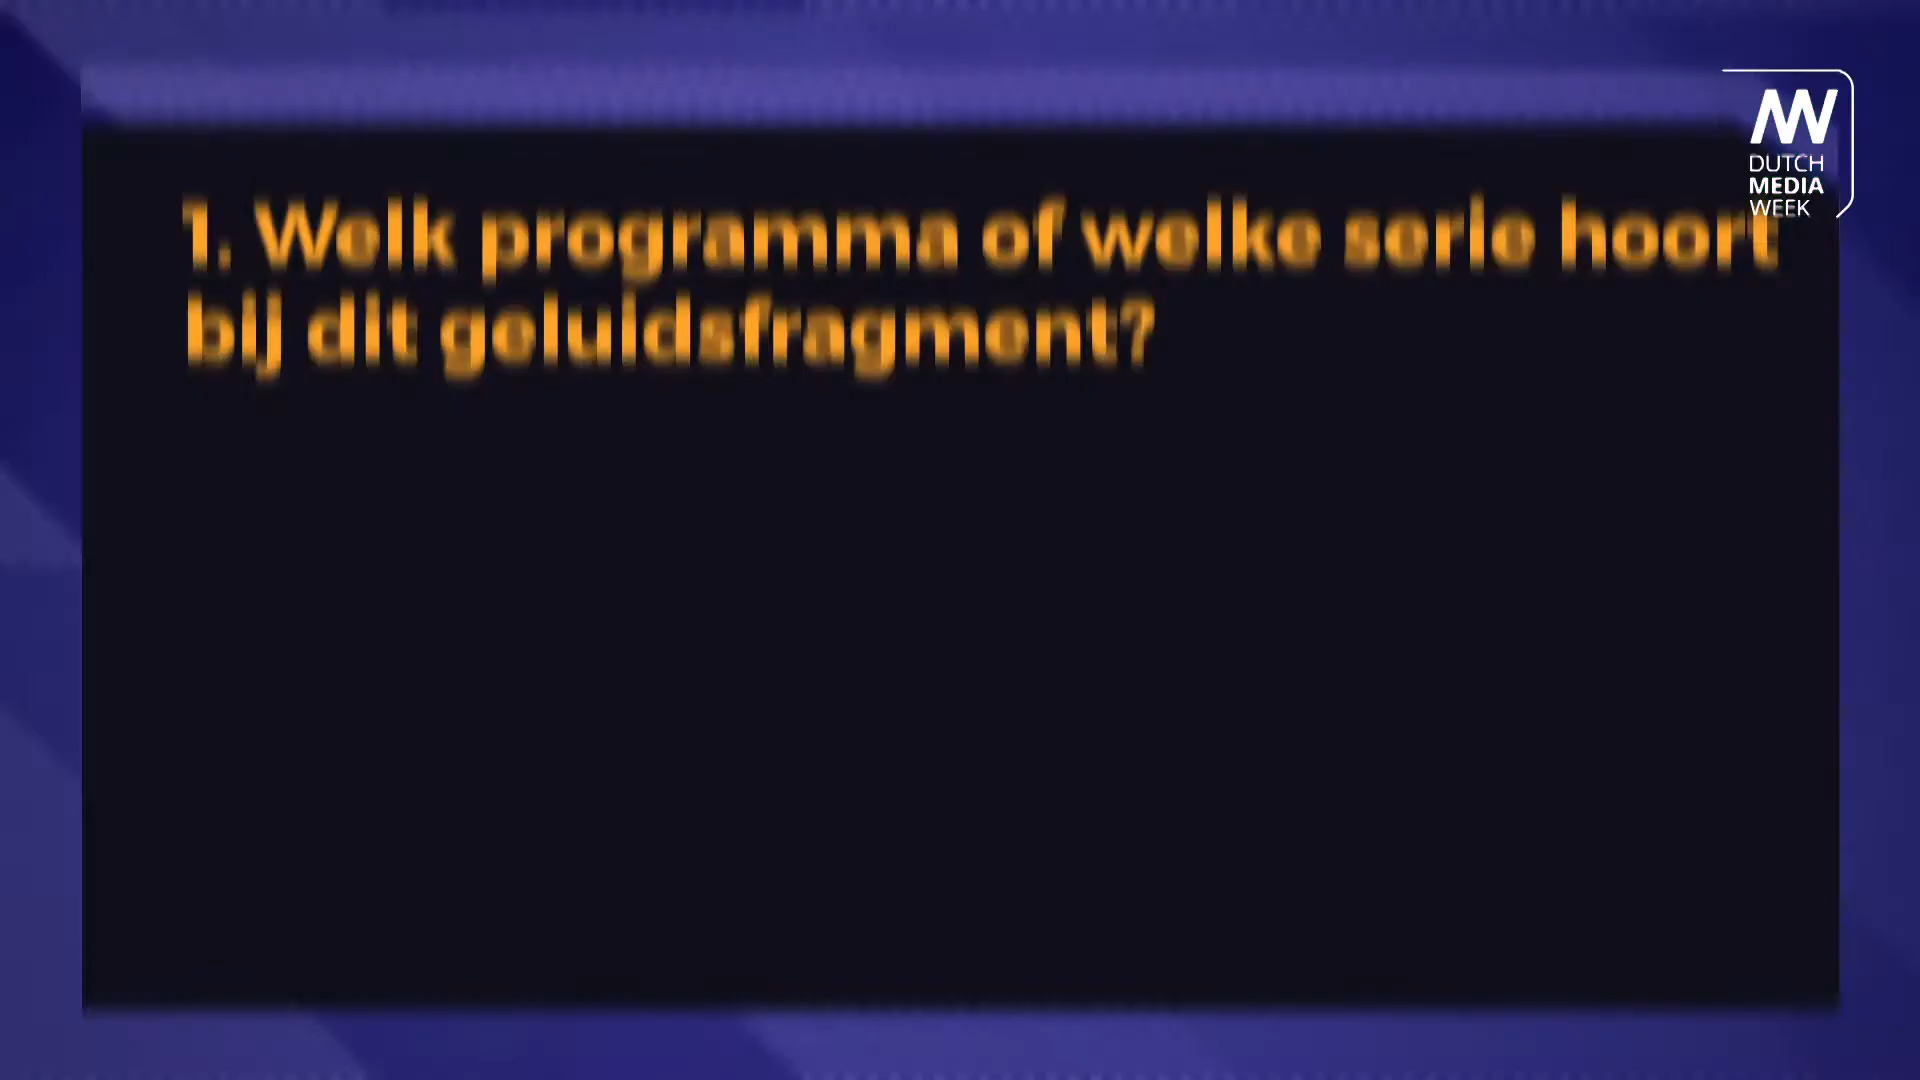 1. Welk programma of welke serie hoort
bij dit geluidsfragment?
DUTCH
MEDIA
WEEK